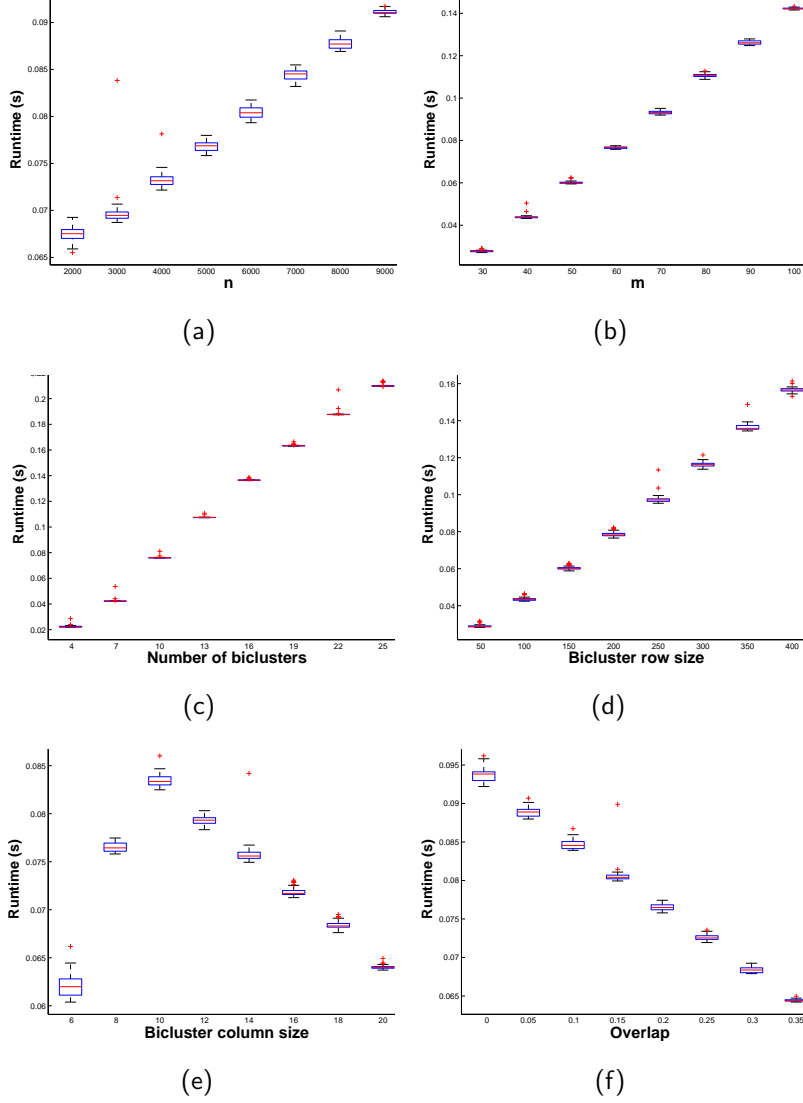 0.09
0.085
0.08
0.075
0.07
0.065
Runtime (s)
2000 3000 4000 5000 6000 7000 8000 9000
n
(a)
0.14
0.12
0.1
0.08
0.06
0.04
Runtime (s)
30 40 50 60 70 80 90 100
m
(b)
0.2
0.18
0.16
0.14
0.12
0.1
0.08
0.06
0.04
0.02
Runtime (s)
4 7 10 13 16 19 22 25
Number of biclusters
(c)
0.16
0.14
0.12
0.1
0.08
0.06
0.04
Runtime (s)
50 100 150 200 250 300 350 400
Bicluster row size
(d)
0.085
0.08
0.075
0.07
0.065
0.06
Runtime (s)
6 8 10 12 14 16 18 20
Bicluster column size
(e)
0.095
0.09
0.085
0.08
0.075
0.07
0.065
Runtime (s)
0 0.05 0.1 0.15 0.2 0.25 0.3 0.35
Overlap
(f)